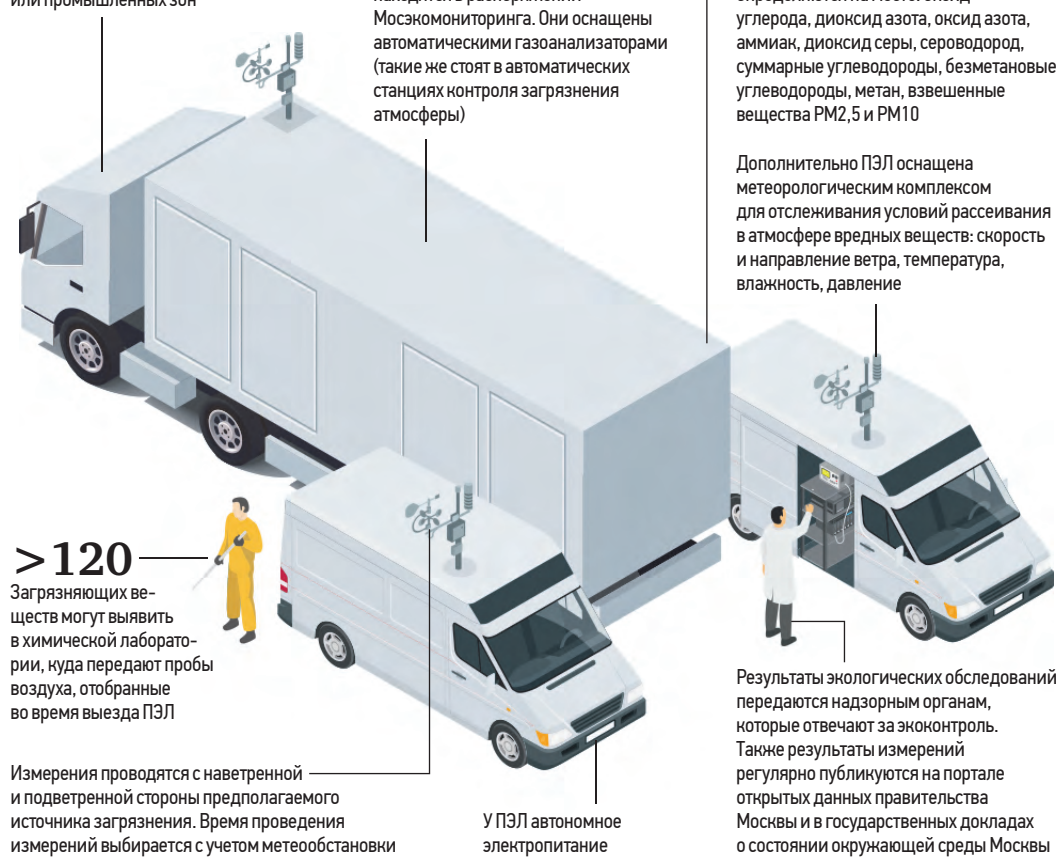 или промышленных зон
Мосэкомониторинга. Они оснащены
автоматическими газоанализаторами
(такие же стоят в автоматических
станциях контроля загрязнения
атмосферы)
углерода, диоксид азота, оксид азота,
аммиак, диоксид серы, сероводород,
суммарные углеводороды, безметановые
углеводороды, метан, взвешенные
вещества PM2,5 и PM10
Дополнительно ПЭЛ оснащена
метеорологическим комплексом
для отслеживания условий рассеивания
в атмосфере вредных веществ: скорость
и направление ветра, температура,
влажность, давление
>120
Загрязняющих ве-
ществ могут выявить
в химической лаборато-
рии, куда передают пробы
воздуха, отобранные
во время выезда ПЭЛ
Измерения проводятся с наветренной
и подветренной стороны предполагаемого
источника загрязнения. Время проведения
измерений выбирается с учетом метеообстановки
У ПЭЛ автономное
электропитание
Результаты экологических обследований
передаются надзорным органам,
которые отвечают за экоконтроль.
Также результаты измерений
регулярно публикуются на портале
открытых данных правительства
Москвы и в государственных докладах
о состоянии окружающей среды Москвы